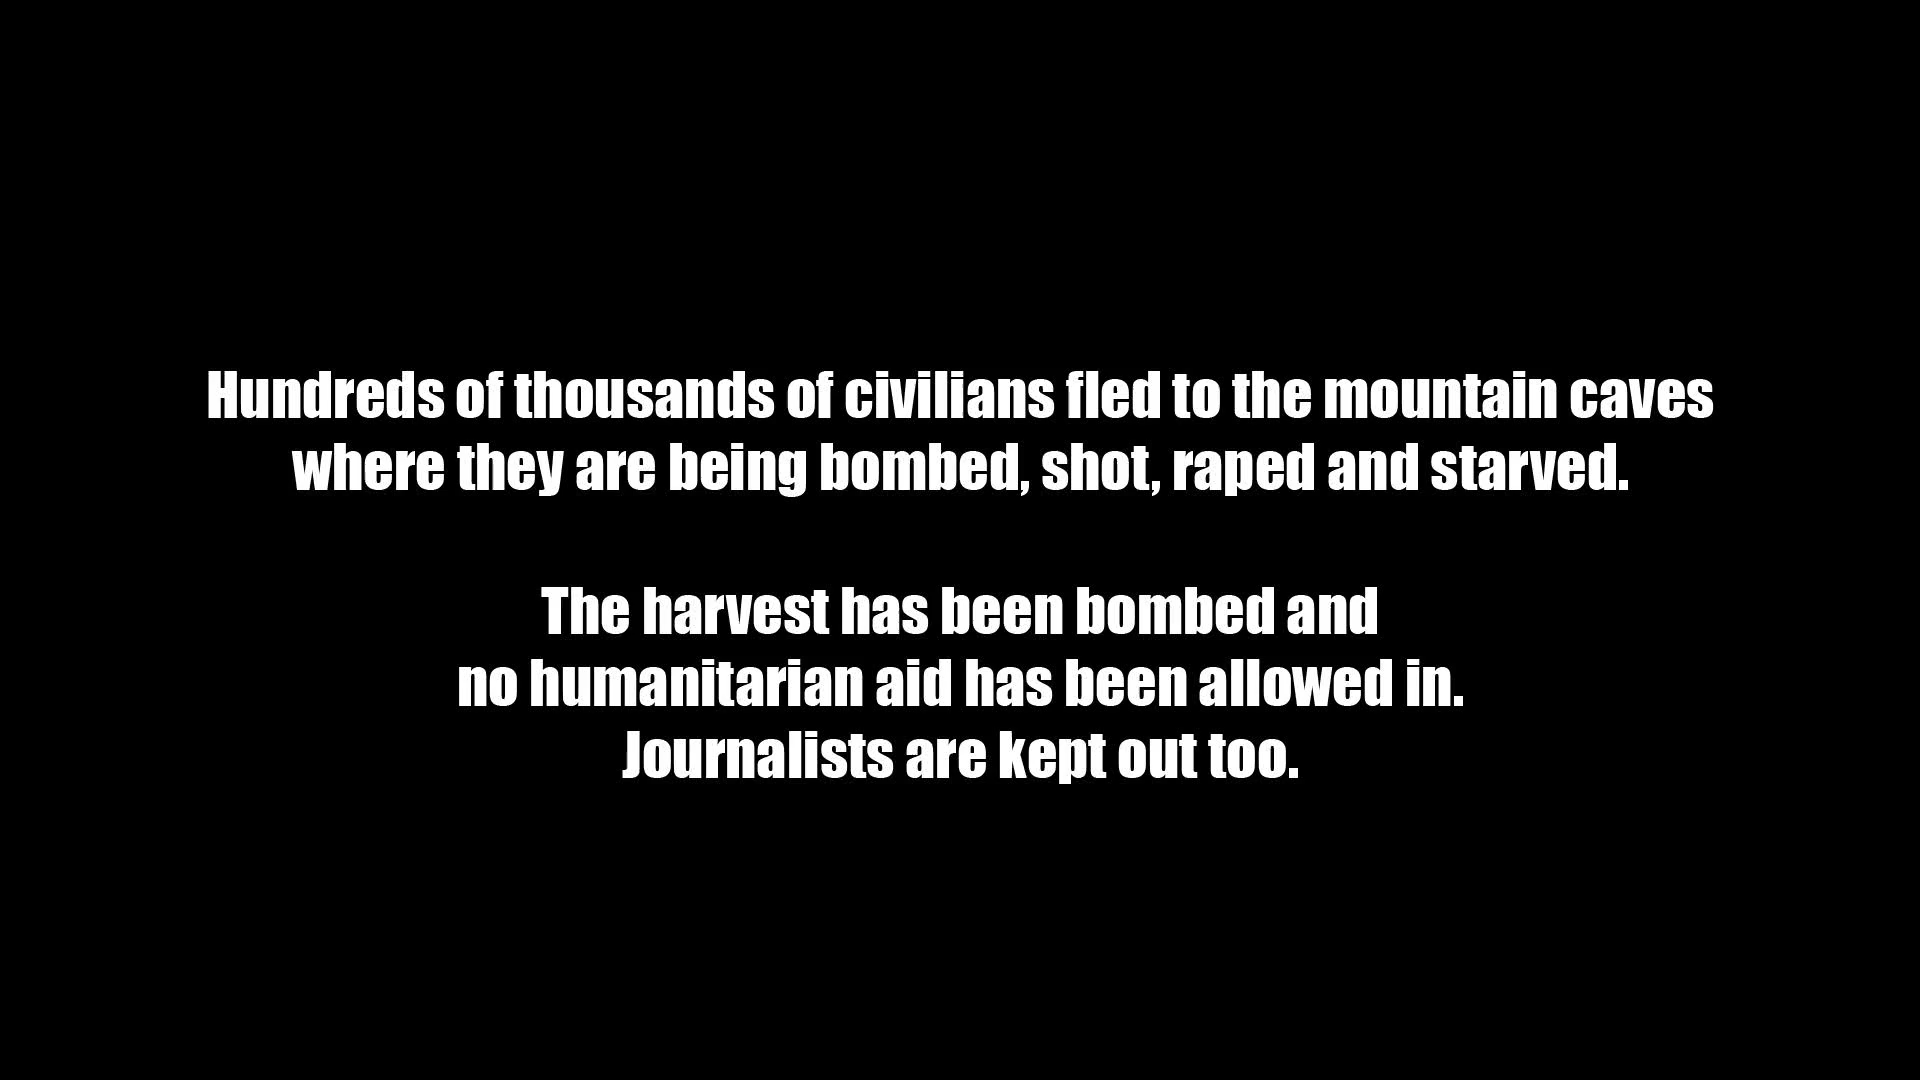 Hundreds of thousands of civilians fled to the mountain caves
where they are being bombed, shot, raped and starved.
The harvest has been bombed and
no humanitarian aid has been allowed in.
Journalists are kept out too.